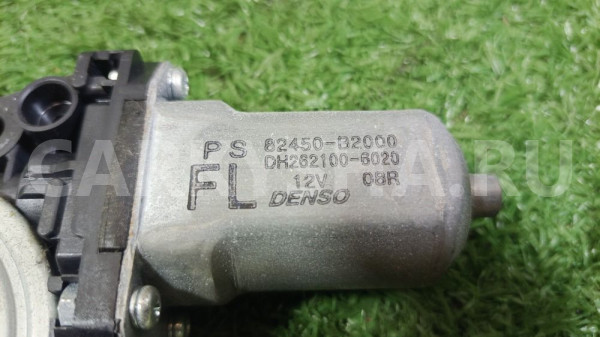 PS 82450-B2000
DH262100-6020
FL 12V 08R
DENSO